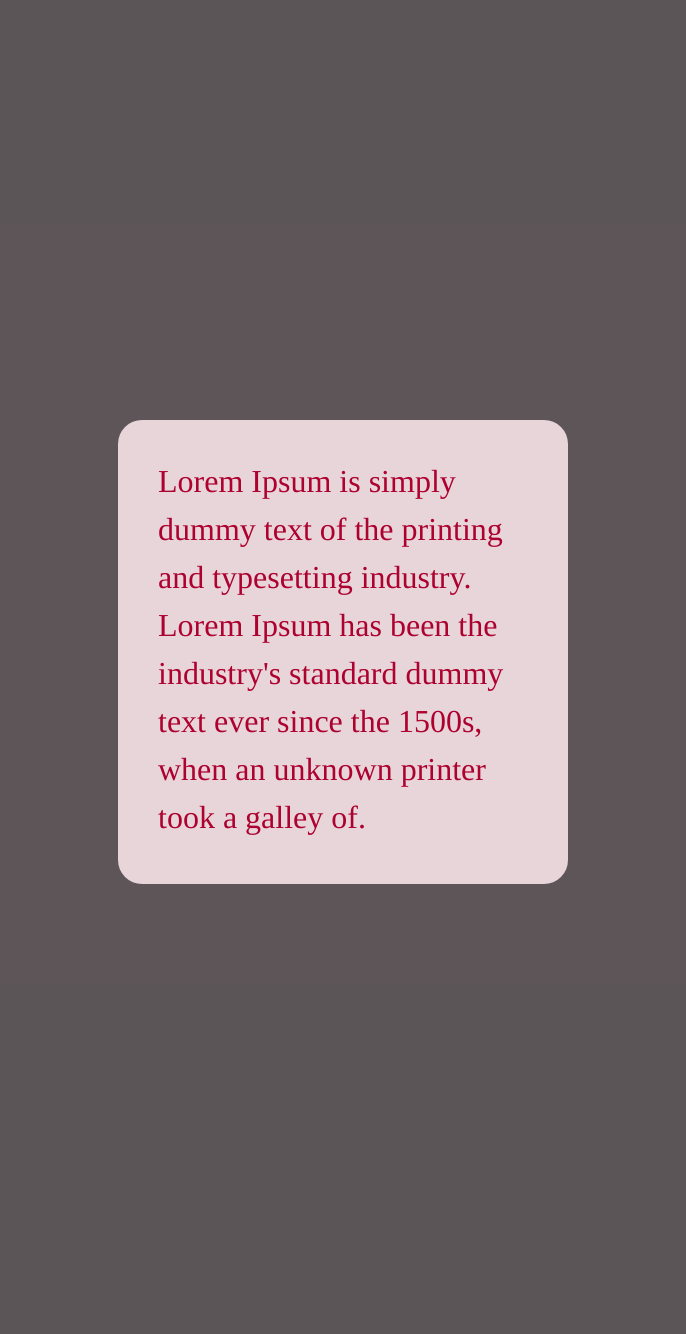 Lorem Ipsum is simply
dummy text of the printing
and typesetting industry.
Lorem Ipsum has been the
industry's standard dummy
text ever since the 1500s,
when an unknown printer
took a galley of.